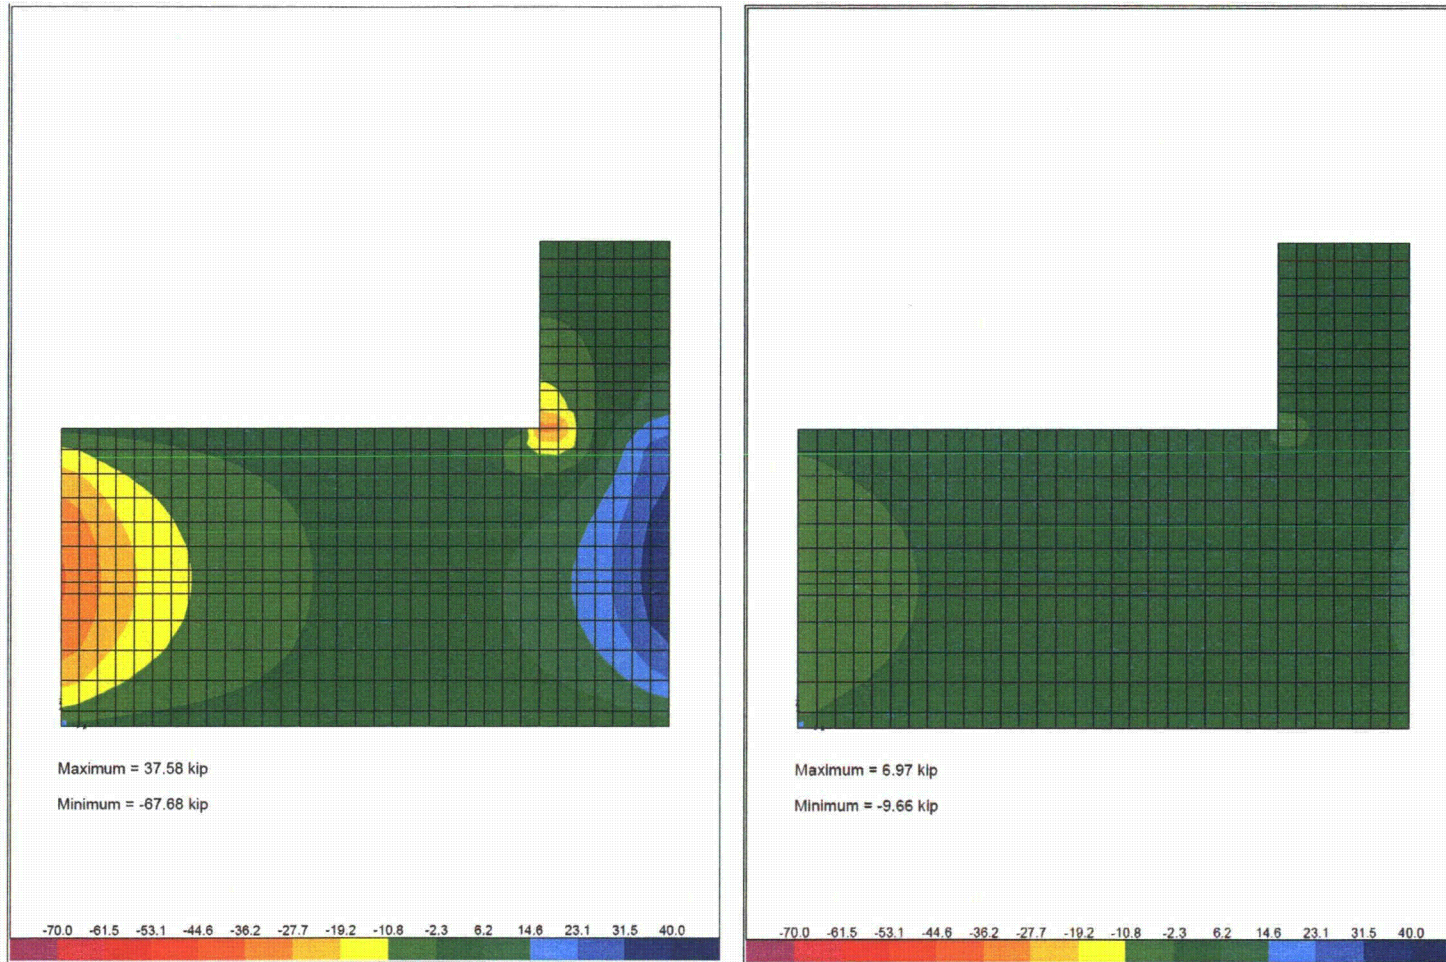 Maximum = 37.58 kip
Minimum = -67.68 kip
-70.0 -61.5 -53.1 -44.6 -36.2 -27.7 -19.2 -10.8 -2.3 6.2 14.6 23.1 31.5 40.0
Maximum = 6.97 kip
Minimum = -9.66 kip
-70.0 -61.5 -53.1 -44.6 -36.2 -27.7 -19.2 -10.8 -2.3 6.2 14.6 23.1 31.5 40.0